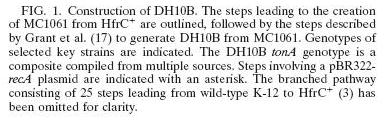 FIG. 1. Construction of DH10B. The steps leading to the creation
of MC1061 from HfrC⁺ are outlined, followed by the steps described
by Grant et al. (17) to generate DH10B from MC1061. Genotypes of
selected key strains are indicated. The DH10B tonA genotype is a
composite compiled from multiple sources. Steps involving a pBR322-
recA plasmid are indicated with an asterisk. The branched pathway
consisting of 25 steps leading from wild-type K-12 to HfrC⁺ (3) has
been omitted for clarity.